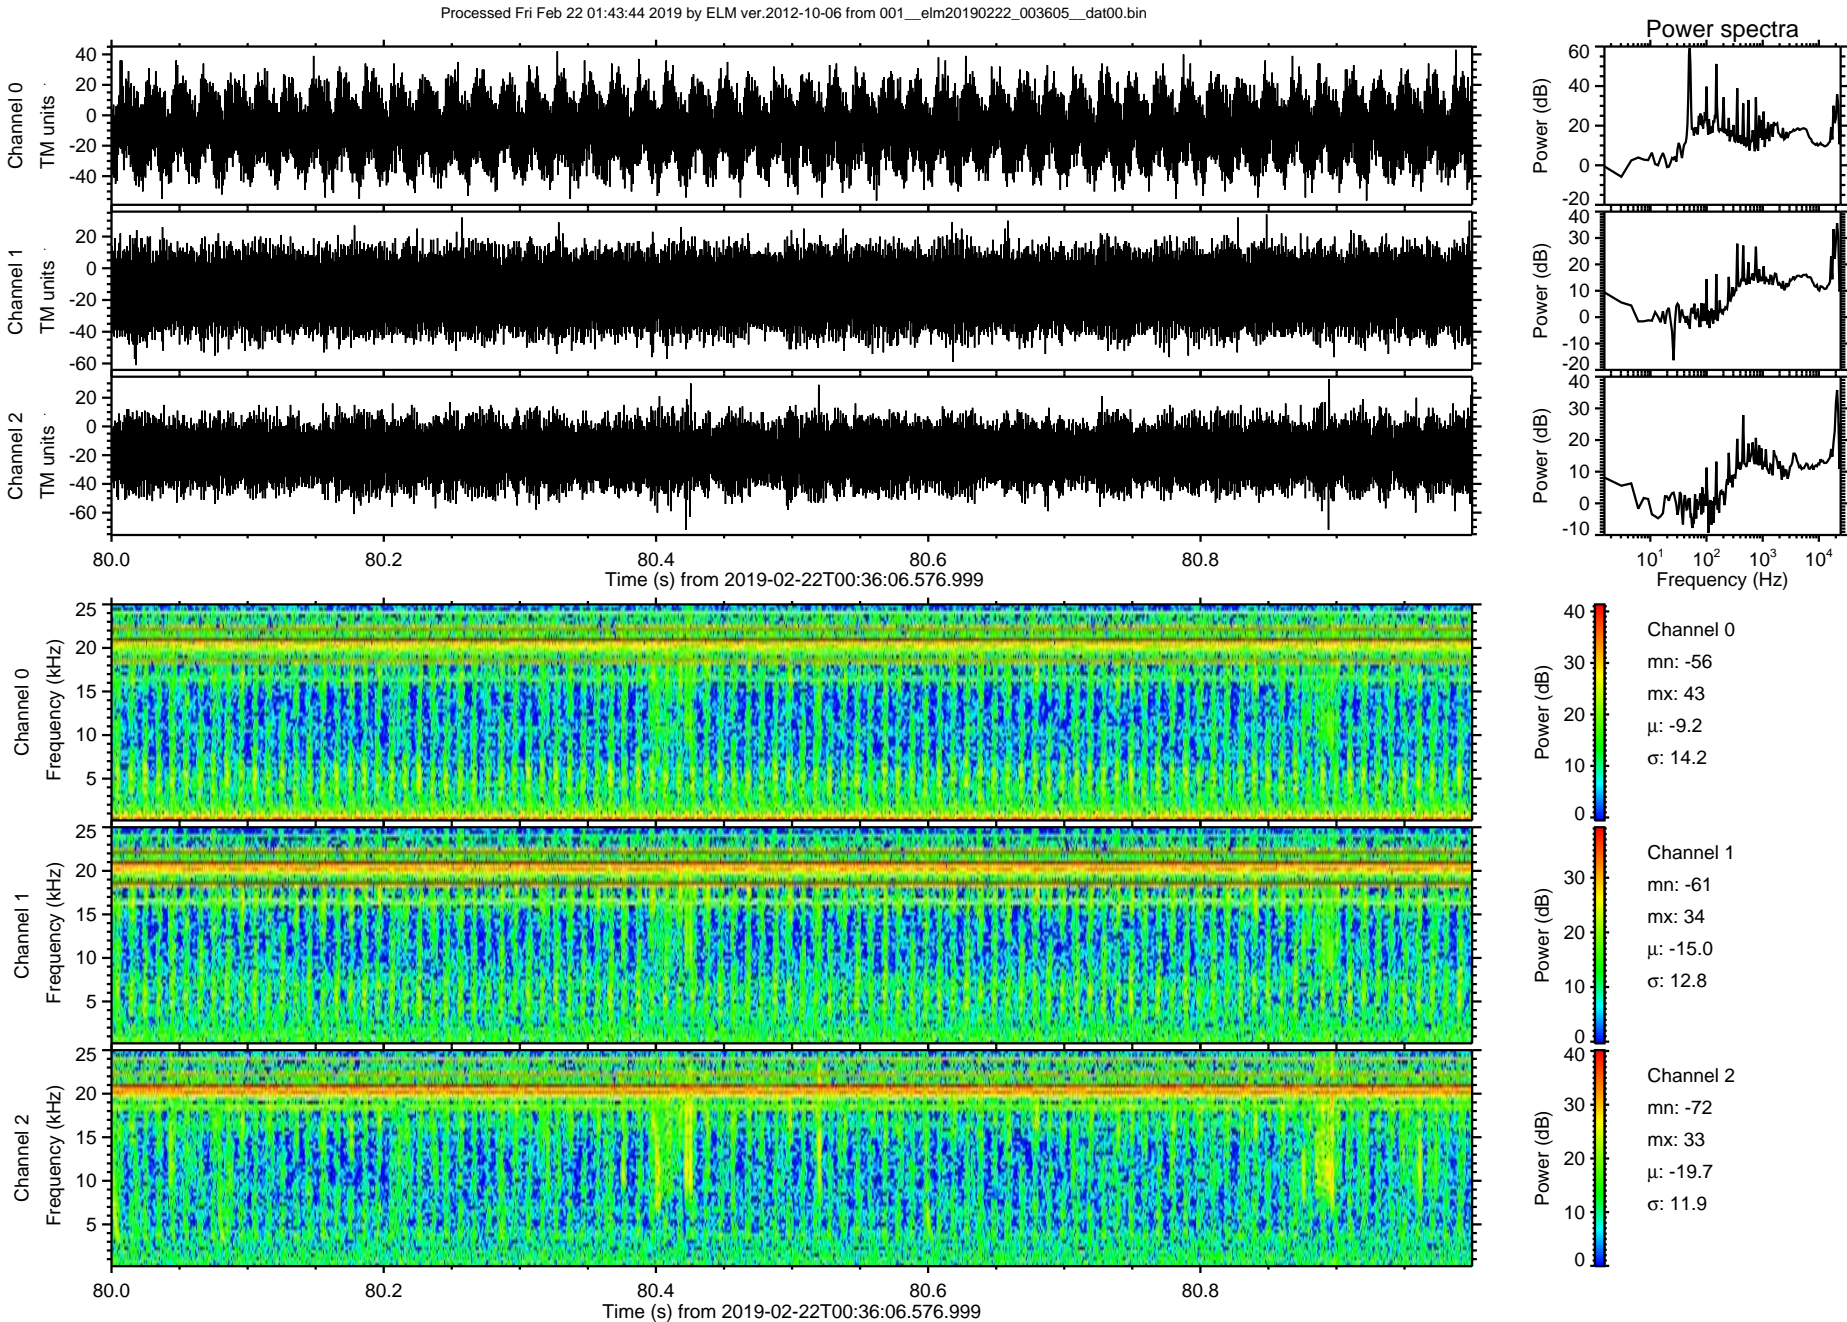 Processed Fri Feb 22 01:43:44 2019 by ELM ver.2012-10-06 from 001__elm20190222_003605__dat00.bin
Power spectra
Channel 0
TM units
40
20
0
-20
-40
Power (dB)
60
40
20
0
-20
Channel 1
TM units
20
0
-20
-40
-60
Power (dB)
40
30
20
10
0
-10
-20
Channel 2
TM units
20
0
-20
-40
-60
Power (dB)
40
30
20
10
0
-10
80.0 80.2 80.4 80.6 80.8
Time (s) from 2019-02-22T00:36:06.576.999
10^1 10^2 10^3 10^4
Frequency (Hz)
Channel 0
Frequency (kHz)
25
20
15
10
5
Power (dB)
40
30
20
10
0
Channel 0
mn: -56
mx: 43
μ: -9.2
σ: 14.2
Channel 1
Frequency (kHz)
25
20
15
10
5
Power (dB)
30
20
10
0
Channel 1
mn: -61
mx: 34
μ: -15.0
σ: 12.8
Channel 2
Frequency (kHz)
25
20
15
10
5
Power (dB)
40
30
20
10
0
Channel 2
mn: -72
mx: 33
μ: -19.7
σ: 11.9
80.0 80.2 80.4 80.6 80.8
Time (s) from 2019-02-22T00:36:06.576.999